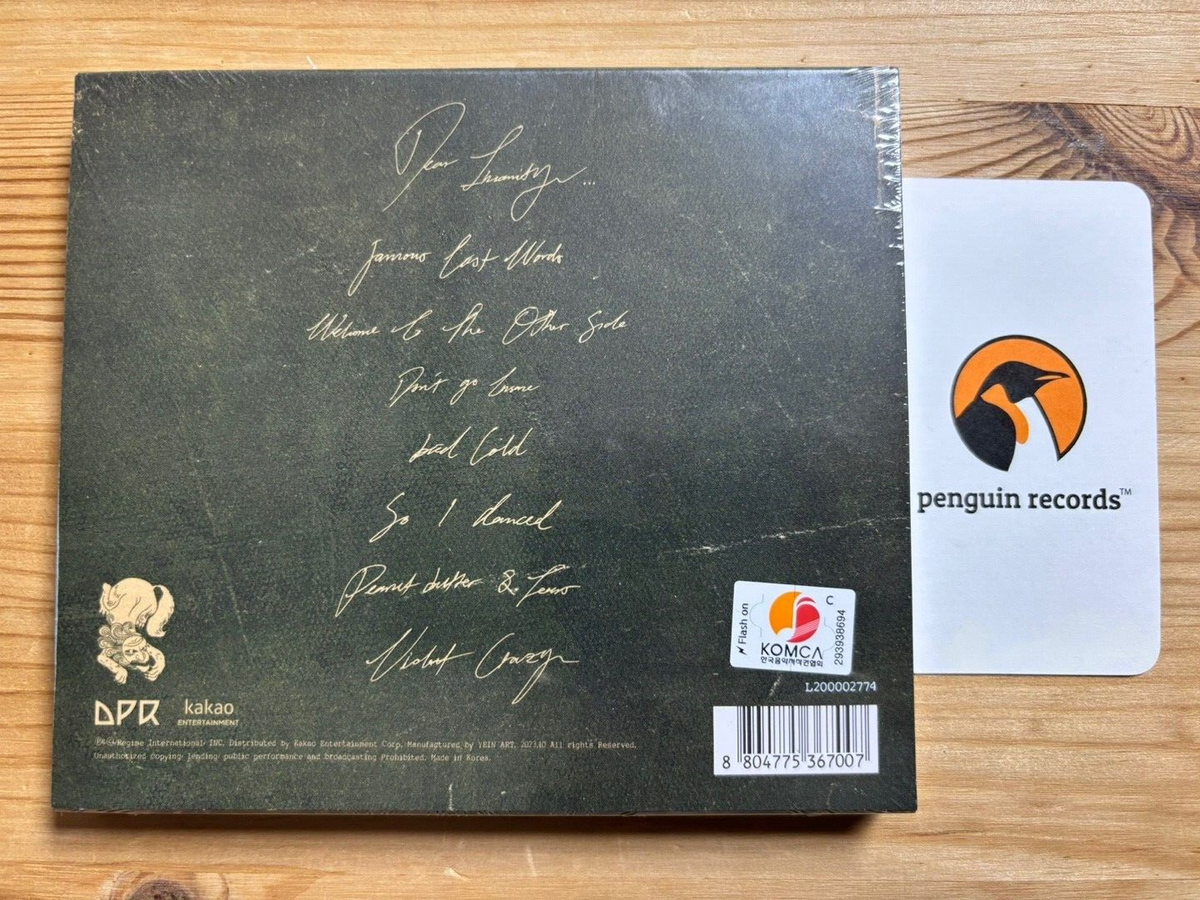 Dear Insanity...
Famous Last Words
Welcome to the Other Side
Don't go Insane
bad Cold
So I danced
Peanut butter & Tears
Violet Crazy
DPR
kakao
ENTERTAINMENT
Ⓟ&Ⓒ Regime International INC. Distributed by Kakao Entertainment Corp. Manufactured by YEIN ART, 2023.10 All rights Reserved.
Unauthorized copying lending public performance and broadcasting Prohibited. Made in Korea.
Flash on
C
KOMCA
한국음악저작권협회
293938694
L200002774
8 804775 367007
penguin records™